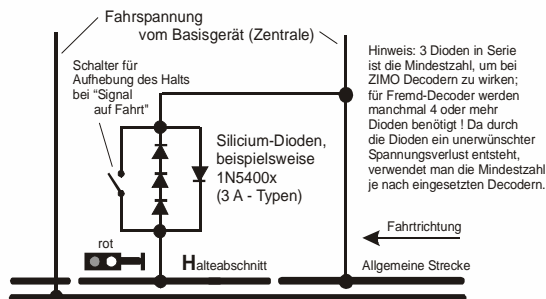 Fahrspannung
vom Basisgerät (Zentrale)
Schalter für
Aufhebung des Halts
bei "Signal
auf Fahrt"
Silicium-Dioden,
beispielsweise
1N5400x
(3 A - Typen)
Hinweis: 3 Dioden in Serie
ist die Mindestzahl, um bei
ZIMO Decodern zu wirken;
für Fremd-Decoder werden
manchmal 4 oder mehr
Dioden benötigt ! Da durch
die Dioden ein unerwünschter
Spannungsverlust entsteht,
verwendet man die Mindestzahl
je nach eingesetzten Decodern.
Fahrtrichtung
rot
Halteabschnitt
Allgemeine Strecke